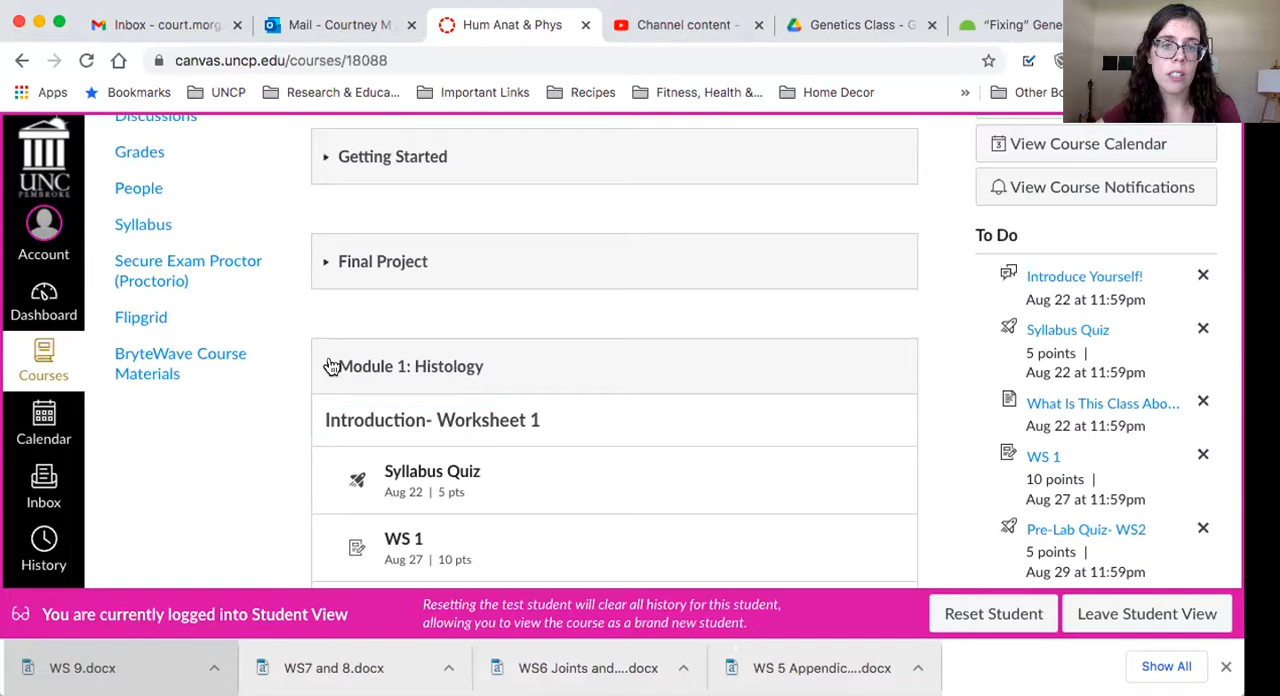 Inbox - court.morg
Mail - Courtney M
Hum Anat & Phys
Channel content -
Genetics Class - G
“Fixing” Gene
canvas.uncp.edu/courses/18088
Apps
Bookmarks
UNCP
Research & Educa...
Important Links
Recipes
Fitness, Health &...
Home Decor
»
Other Bo
UNC
PEMBROKE
Account
Dashboard
Courses
Calendar
Inbox
History
Discussions
Grades
People
Syllabus
Secure Exam Proctor
(Proctorio)
Flipgrid
BryteWave Course
Materials
Getting Started
Final Project
Module 1: Histology
Introduction- Worksheet 1
Syllabus Quiz
Aug 22 | 5 pts
WS 1
Aug 27 | 10 pts
View Course Calendar
View Course Notifications
To Do
Introduce Yourself!
Aug 22 at 11:59pm
Syllabus Quiz
5 points |
Aug 22 at 11:59pm
What Is This Class Abo...
Aug 22 at 11:59pm
WS 1
10 points |
Aug 27 at 11:59pm
Pre-Lab Quiz- WS2
5 points |
Aug 29 at 11:59pm
You are currently logged into Student View
Resetting the test student will clear all history for this student,
allowing you to view the course as a brand new student.
Reset Student
Leave Student View
WS 9.docx
WS7 and 8.docx
WS6 Joints and....docx
WS 5 Appendic....docx
Show All